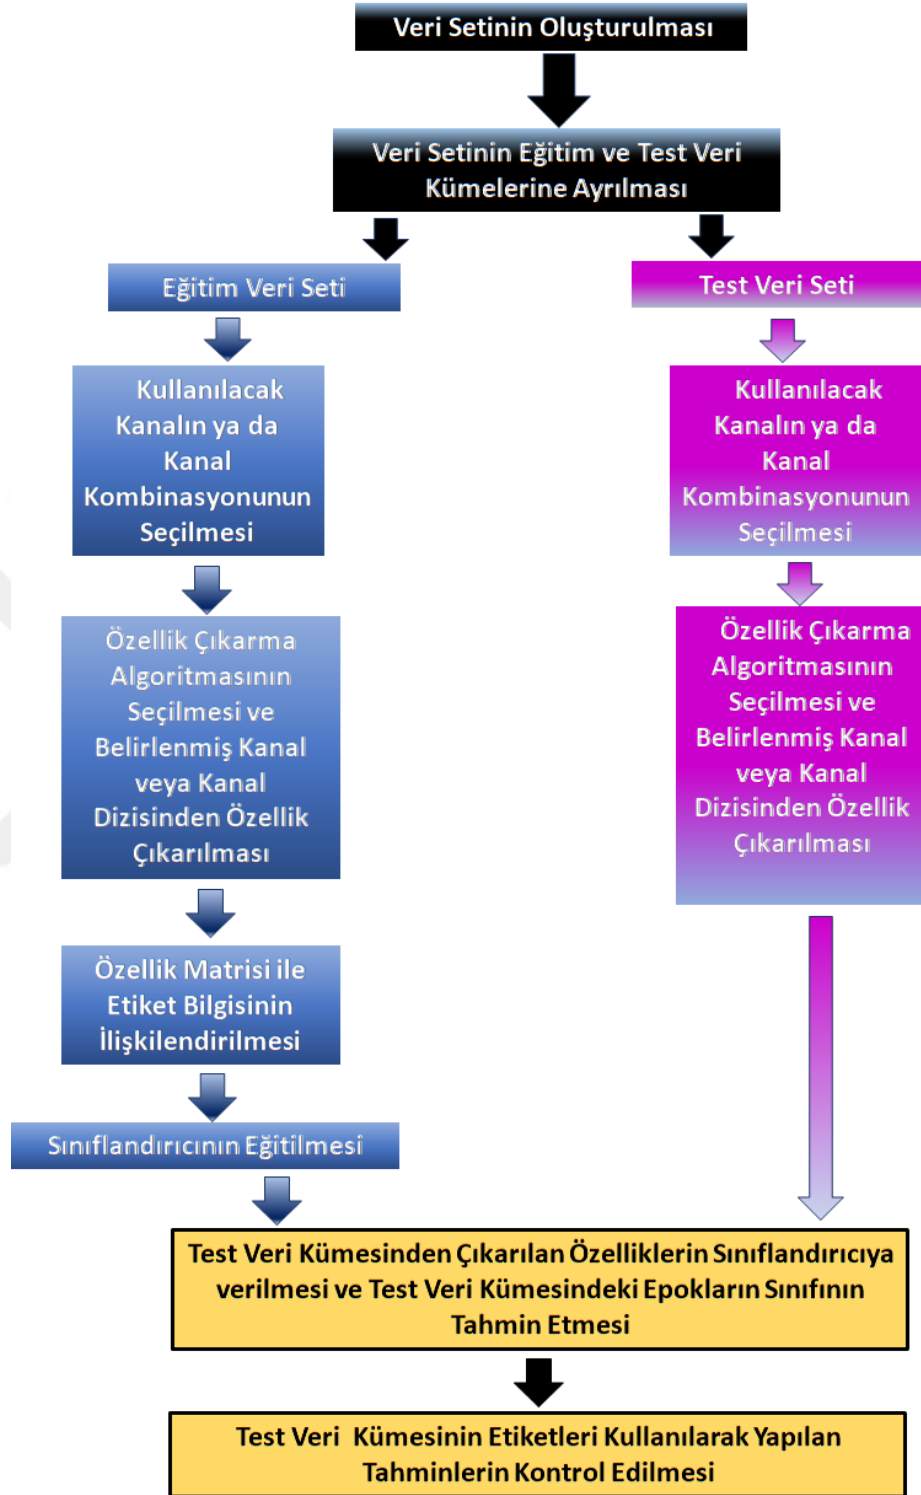 Veri Setinin Oluşturulması
Veri Setinin Eğitim ve Test Veri
Kümelerine Ayrılması
Eğitim Veri Seti
Kullanılacak
Kanalın ya da
Kanal
Kombinasyonunun
Seçilmesi
Özellik Çıkarma
Algoritmasının
Seçilmesi ve
Belirlenmiş Kanal
veya Kanal
Dizisinden Özellik
Çıkarılması
Özellik Matrisi ile
Etiket Bilgisinin
İlişkilendirilmesi
Sınıflandırıcının Eğitilmesi
Test Veri Seti
Kullanılacak
Kanalın ya da
Kanal
Kombinasyonunun
Seçilmesi
Özellik Çıkarma
Algoritmasının
Seçilmesi ve
Belirlenmiş Kanal
veya Kanal
Dizisinden Özellik
Çıkarılması
Test Veri Kümesinden Çıkarılan Özelliklerin Sınıflandırıcıya
verilmesi ve Test Veri Kümesindeki Epokların Sınıfının
Tahmin Etmesi
Test Veri Kümesinin Etiketleri Kullanılarak Yapılan
Tahminlerin Kontrol Edilmesi